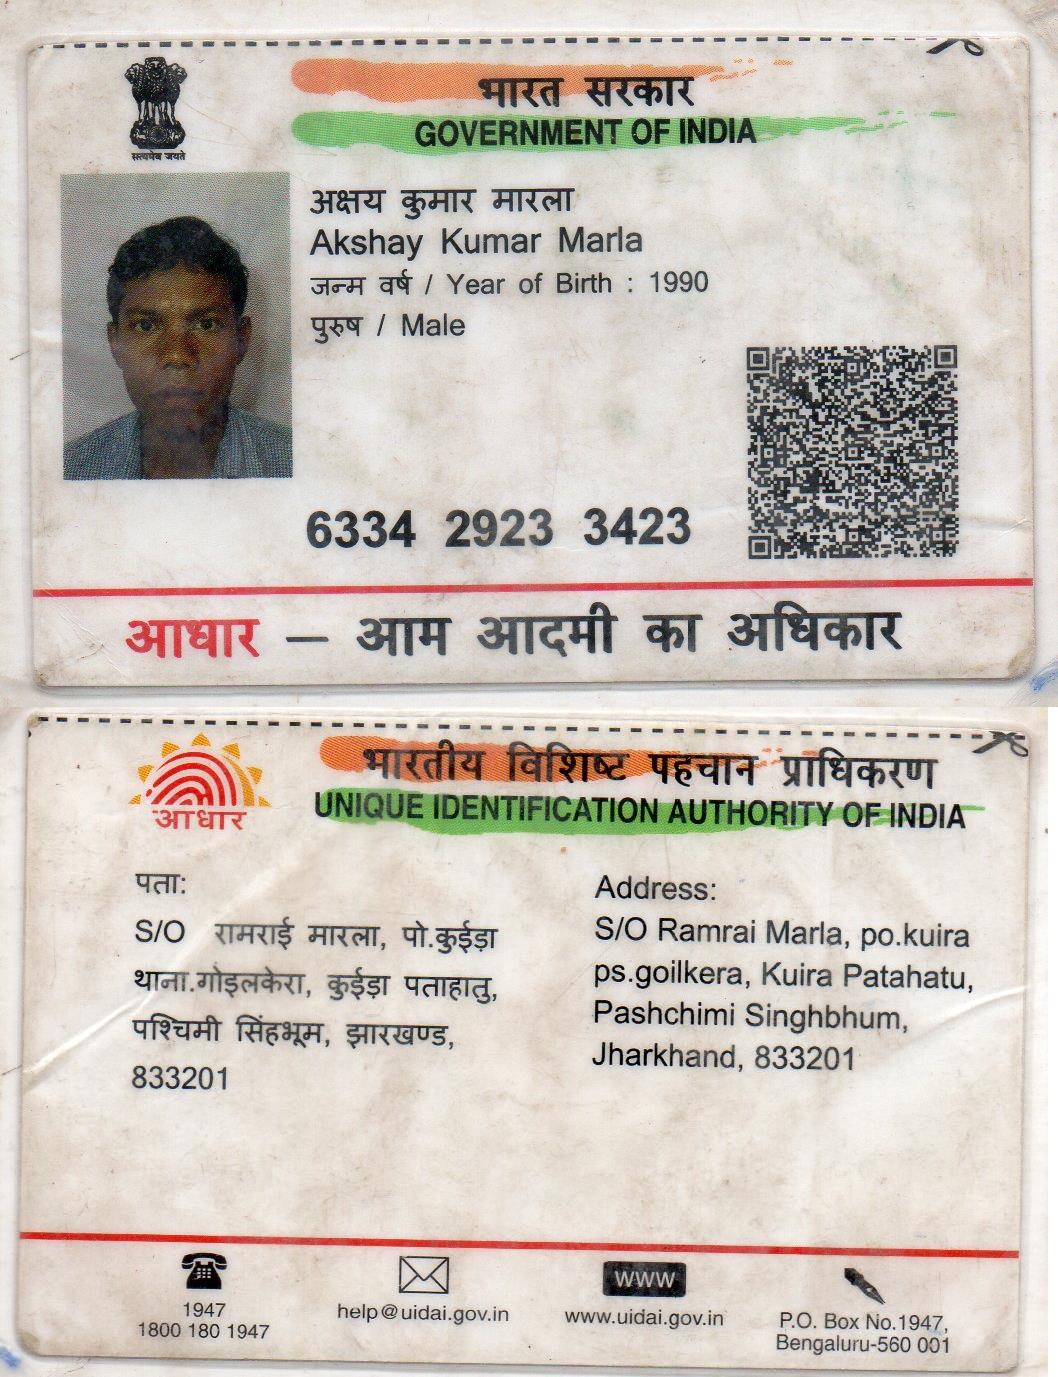 सत्यमेव जयते
भारत सरकार
GOVERNMENT OF INDIA
अक्षय कुमार मारला
Akshay Kumar Marla
जन्म वर्ष / Year of Birth : 1990
पुरुष / Male
6334 2923 3423
आधार – आम आदमी का अधिकार
आधार
भारतीय विशिष्ट पहचान प्राधिकरण
UNIQUE IDENTIFICATION AUTHORITY OF INDIA
पता:
S/O रामराई मारला, पो.कुईड़ा
थाना.गोइलकेरा, कुईड़ा पताहातु,
पश्चिमी सिंहभूम, झारखण्ड,
833201
Address:
S/O Ramrai Marla, po.kuira
ps.goilkera, Kuira Patahatu,
Pashchimi Singhbhum,
Jharkhand, 833201
1947
1800 180 1947
help@uidai.gov.in
www
www.uidai.gov.in
P.O. Box No.1947,
Bengaluru-560 001